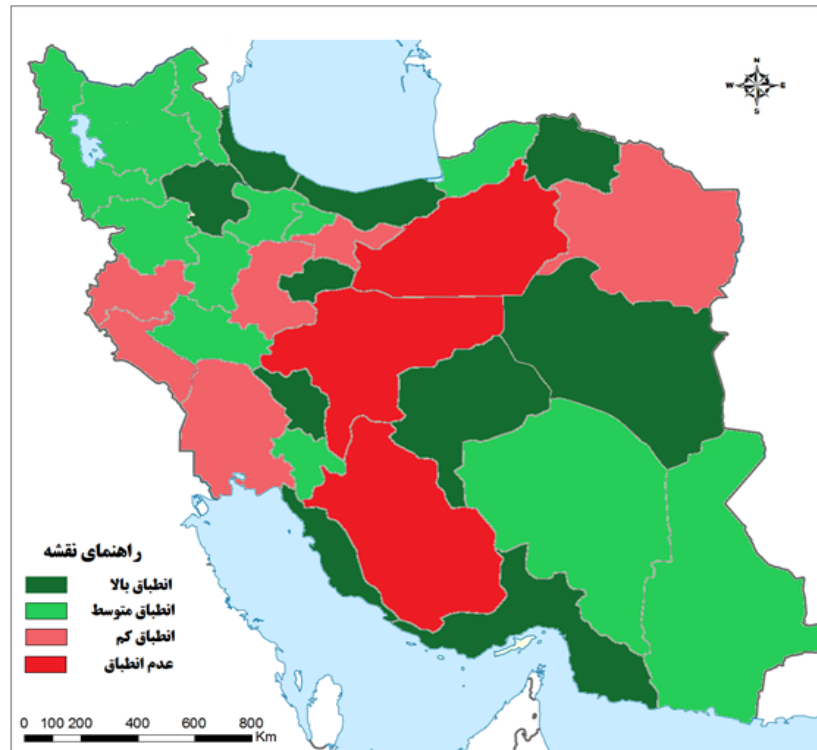 N
W E
S
راهنمای نقشه
انطباق بالا
انطباق متوسط
انطباق کم
عدم انطباق
0 100 200 400 600 800
Km